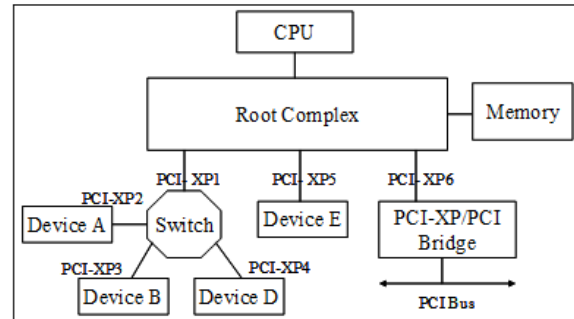 CPU
Root Complex
Memory
PCI-XP1
PCI-XP5
PCI-XP6
PCI-XP2
Device A
Switch
Device E
PCI-XP/PCI
Bridge
PCI-XP3
PCI-XP4
Device B
Device D
PCI Bus